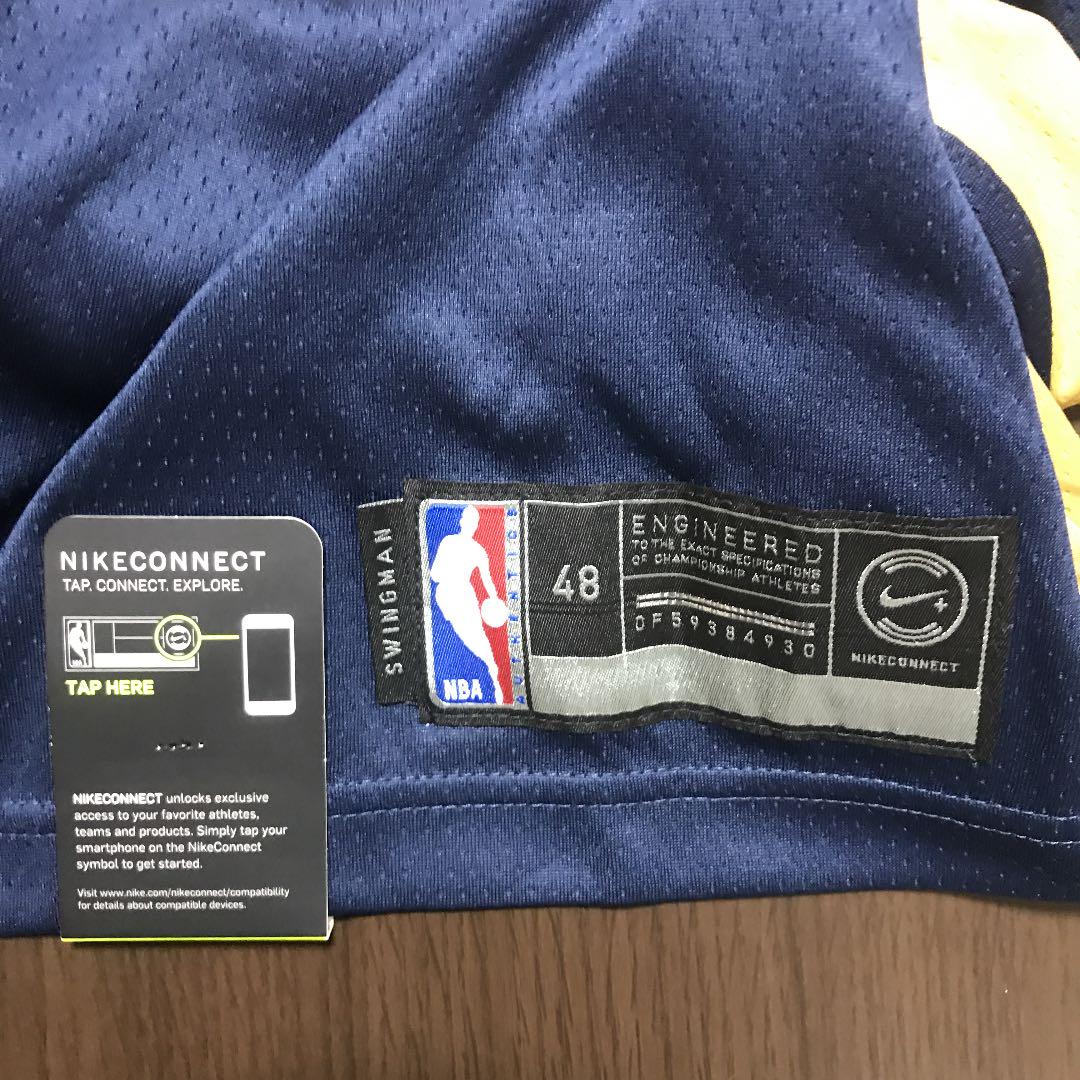 NIKECONNECT
TAP. CONNECT. EXPLORE.
TAP HERE
NIKECONNECT unlocks exclusive
access to your favorite athletes,
teams and products. Simply tap your
smartphone on the NikeConnect
symbol to get started.
Visit www.nike.com/nikeconnect/compatibility
for details about compatible devices.
SWINGMAN
NBA
AUTHENTICS
48
ENGINEERED
TO THE EXACT SPECIFICATIONS
OF CHAMPIONSHIP ATHLETES
0F59384930
NIKECONNECT